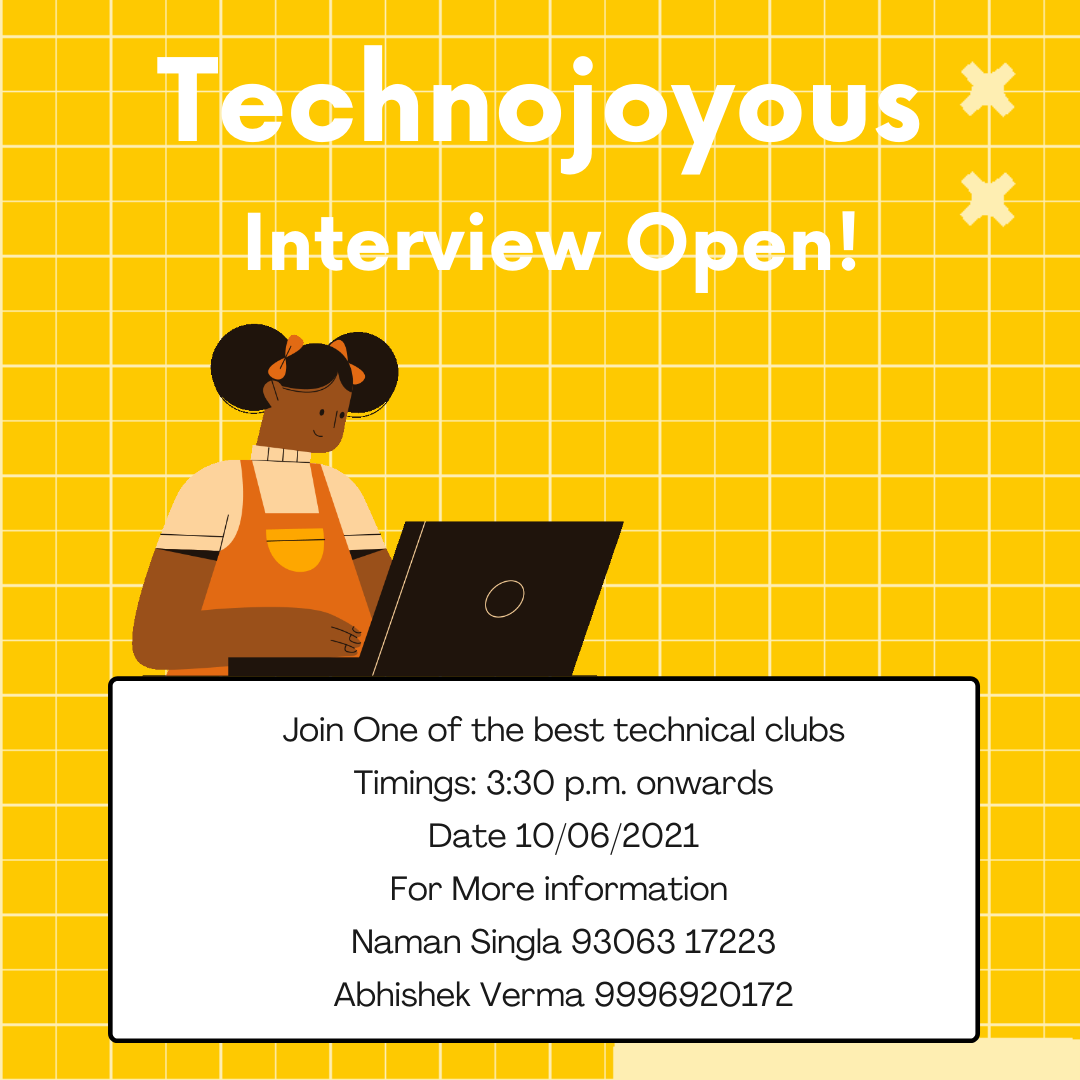 Technojoyous
Interview Open!
Join One of the best technical clubs
Timings: 3:30 p.m. onwards
Date 10/06/2021
For More information
Naman Singla 93063 17223
Abhishek Verma 9996920172